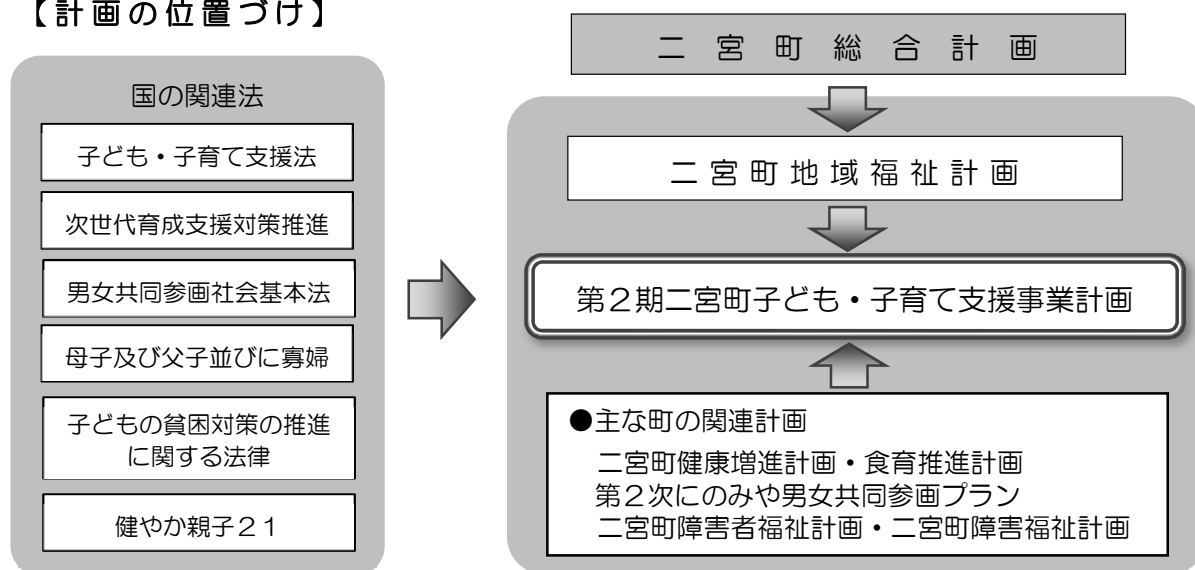 【計画の位置づけ】
国の関連法
子ども・子育て支援法
次世代育成支援対策推進
男女共同参画社会基本法
母子及び父子並びに寡婦
子どもの貧困対策の推進
に関する法律
健やか親子２１
二宮町総合計画
二宮町地域福祉計画
第２期二宮町子ども・子育て支援事業計画
●主な町の関連計画
二宮町健康増進計画・食育推進計画
第２次にのみや男女共同参画プラン
二宮町障害者福祉計画・二宮町障害福祉計画